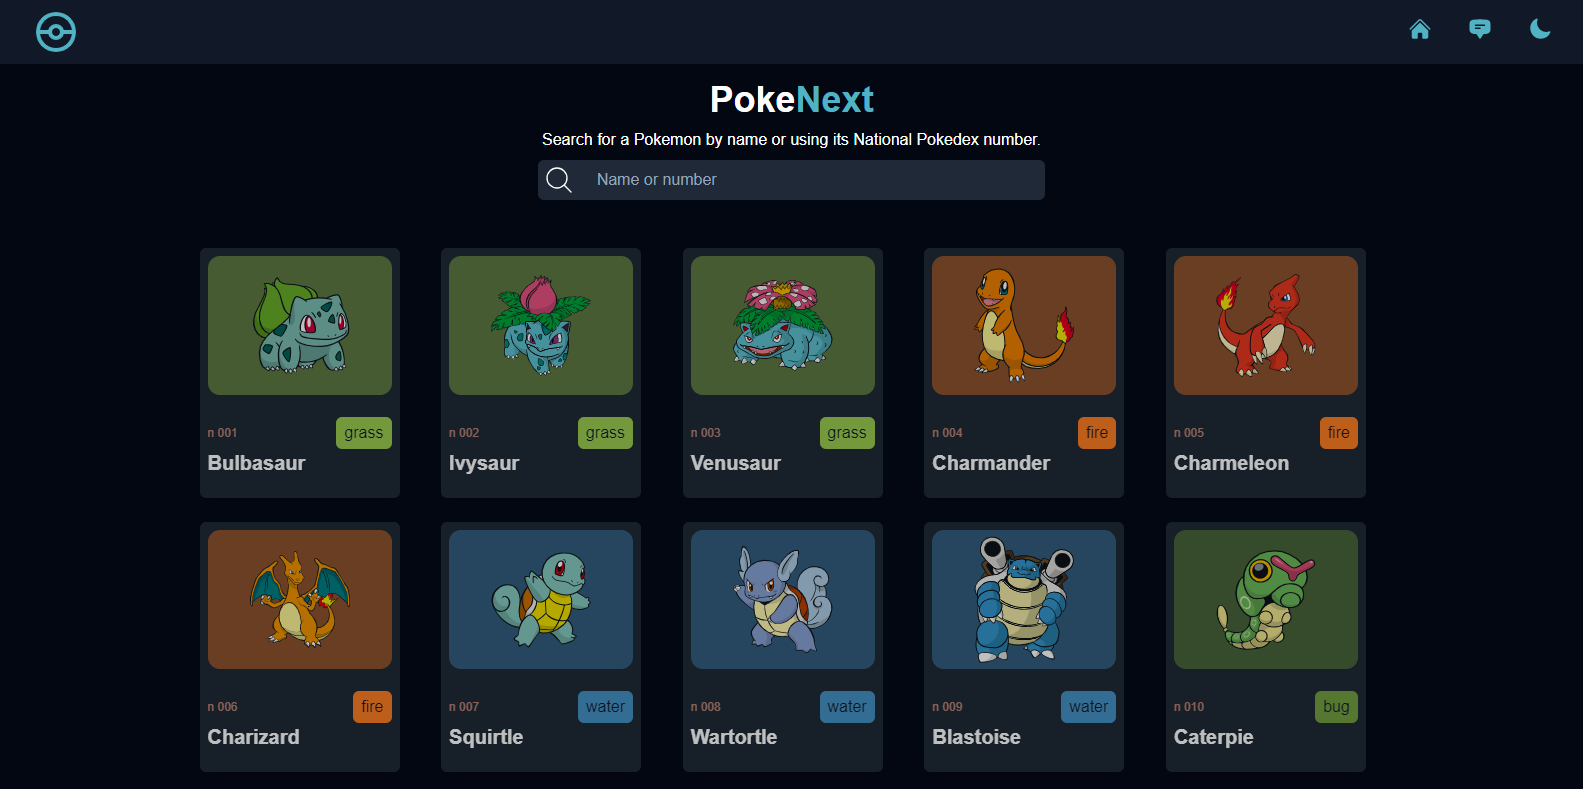 PokeNext
Search for a Pokemon by name or using its National Pokedex number.
Name or number
n 001 grass
Bulbasaur
n 002 grass
Ivysaur
n 003 grass
Venusaur
n 004 fire
Charmander
n 005 fire
Charmeleon
n 006 fire
Charizard
n 007 water
Squirtle
n 008 water
Wartortle
n 009 water
Blastoise
n 010 bug
Caterpie